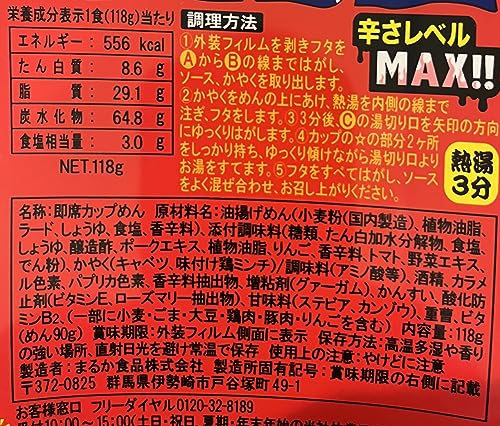 栄養成分表示1食(118g)当たり
エネルギー: 556 kcal
たん白質: 8.6 g
脂質: 29.1 g
炭水化物: 64.8 g
食塩相当量: 3.0 g
NET.118g
調理方法
①外装フィルムを剥きフタを
ⒶからⒷの線まではがし、
ソース、かやくを取り出します。
②かやくをめんの上にあけ、熱湯を内側の線まで
注ぎ、フタをします。③3分後、Ⓒの湯切り口を矢印の方向
にゆっくりはがします。④カップの☆の部分2ヶ所
をしっかり持ち、ゆっくり傾けながら湯切り口より
お湯をすてます。⑤フタをすべてはがし、ソース
をよく混ぜ合わせ、お召し上がりください。
辛さレベル
MAX!!
熱湯
3分
名称:即席カップめん 原材料名:油揚げめん(小麦粉(国内製造)、植物油脂、
ラード、しょうゆ、食塩、香辛料)、添付調味料(糖類、たん白加水分解物、食塩、
しょうゆ、醸造酢、ポークエキス、植物油脂、りんご、香辛料、トマト、野菜エキス、
でん粉)、かやく(キャベツ、味付け鶏ミンチ)/調味料(アミノ酸等)、酒精、カラメ
ル色素、パプリカ色素、香辛料抽出物、増粘剤(グァーガム)、かんすい、酸化防
止剤(ビタミンE、ローズマリー抽出物)、甘味料(ステビア、カンゾウ)、重曹、ビタ
ミンB2、(一部に小麦・ごま・大豆・鶏肉・豚肉・りんごを含む) 内容量:118g
(めん90g) 賞味期限:外装フィルム側面に表示 保存方法:高温多湿や香り
の強い場所、直射日光を避け常温で保存 使用上の注意:やけどに注意
製造者:まるか食品株式会社 製造所固有記号:賞味期限の右側に記載
〒372-0825 群馬県伊勢崎市戸谷塚町49-1
お客様窓口 フリーダイヤル0120-32-8189
受付10:00〜15:00(土日・祝日、夏期・年末年始の当社